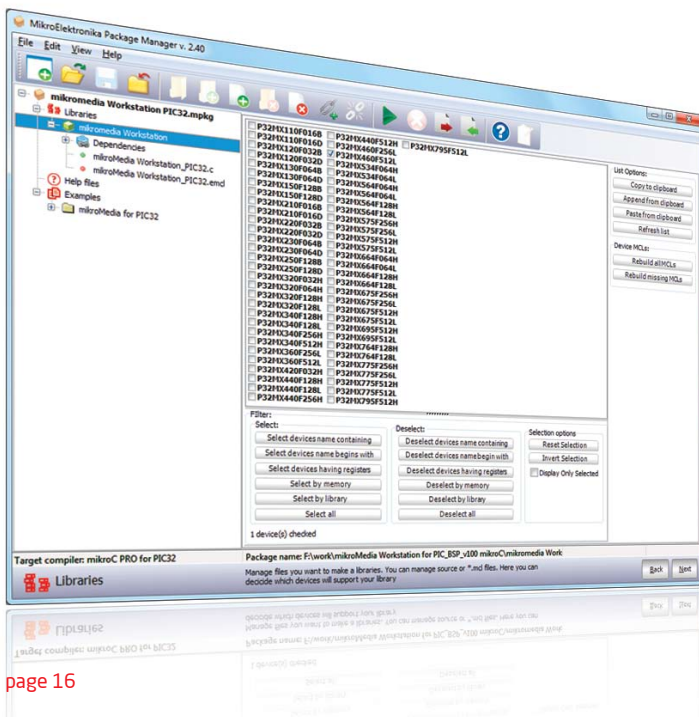 MikroElektronika Package Manager v. 2.40
File Edit View Help
mikromedia Workstation PIC32.mpkg
Libraries
mikromedia Workstation
Dependencies
mikroMedia Workstation_PIC32.c
mikroMedia Workstation_PIC32.emd
Help files
Examples
mikroMedia for PIC32
P32MX110F016B P32MX440F512H P32MX795F512L
P32MX110F016D P32MX460F256L
P32MX120F032B P32MX460F512L
P32MX120F032D P32MX534F064H
P32MX130F064B P32MX534F064L
P32MX130F064D P32MX564F064H
P32MX150F128B P32MX564F064L
P32MX150F128D P32MX564F128H
P32MX210F016B P32MX564F128L
P32MX210F016D P32MX575F256H
P32MX220F032B P32MX575F256L
P32MX220F032D P32MX575F512H
P32MX230F064B P32MX575F512L
P32MX230F064D P32MX664F064H
P32MX250F128B P32MX664F064L
P32MX250F128D P32MX664F128H
P32MX320F032H P32MX664F128L
P32MX320F064H P32MX675F256H
P32MX320F128H P32MX675F256L
P32MX320F128L P32MX675F512H
P32MX340F128H P32MX675F512L
P32MX340F128L P32MX695F512H
P32MX340F256H P32MX695F512L
P32MX340F512H P32MX764F128H
P32MX360F256L P32MX764F128L
P32MX360F512L P32MX775F256H
P32MX420F032H P32MX775F256L
P32MX440F128H P32MX775F512H
P32MX440F128L P32MX775F512L
P32MX440F256H P32MX795F512H
List Options:
Copy to clipboard
Append from clipboard
Paste from clipboard
Refresh list
Device MCLs:
Rebuild all MCLs
Rebuild missing MCLs
Filter:
Select:
Select devices name containing
Select devices name begins with
Select devices having registers
Select by memory
Select by library
Select all
Deselect:
Deselect devices name containing
Deselect devices name begin with
Deselect devices having registers
Deselect by memory
Deselect by library
Deselect all
Selection options
Reset Selection
Invert Selection
Display Only Selected
1 device(s) checked
Target compiler: mikroC PRO for PIC32
Package name: F:\work\mikroMedia Workstation for PIC_BSP_v100 mikroC\mikromedia Work
Libraries
Manage files you want to make a libraries. You can manage source or *.md files. Here you can
decicde which devices will support your library
Back Next
page 16